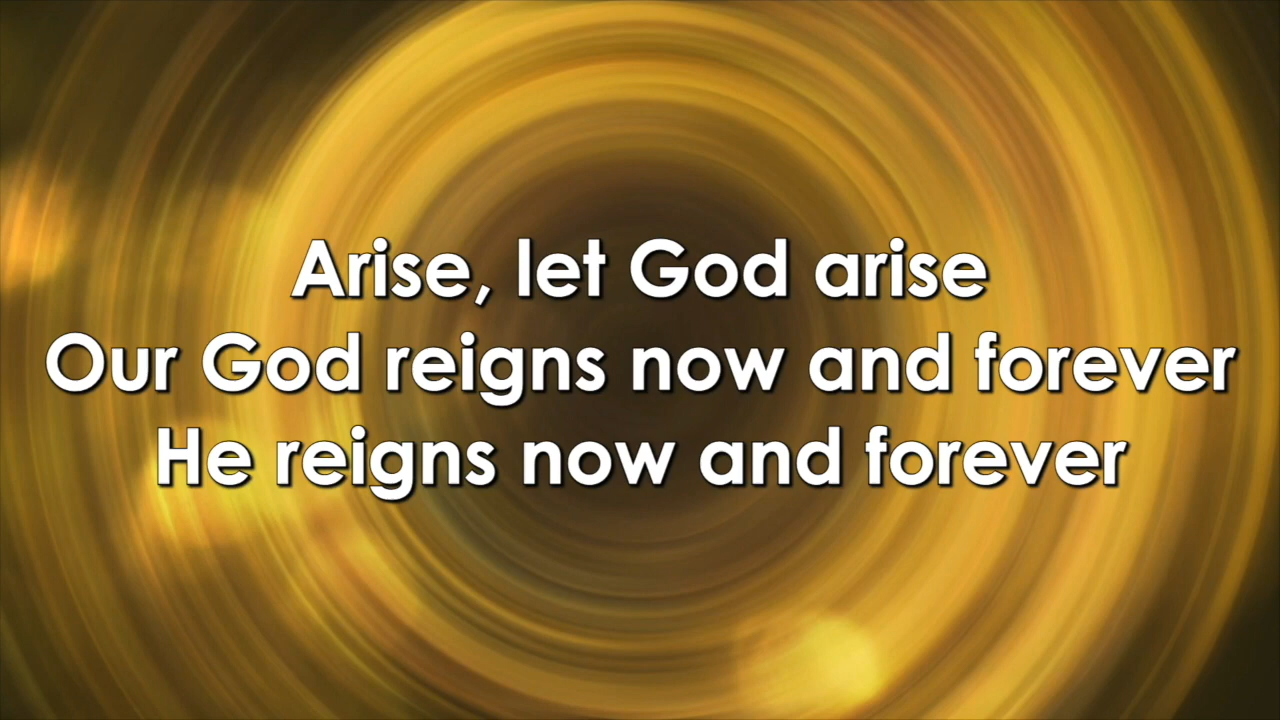 Arise, let God arise
Our God reigns now and forever
He reigns now and forever